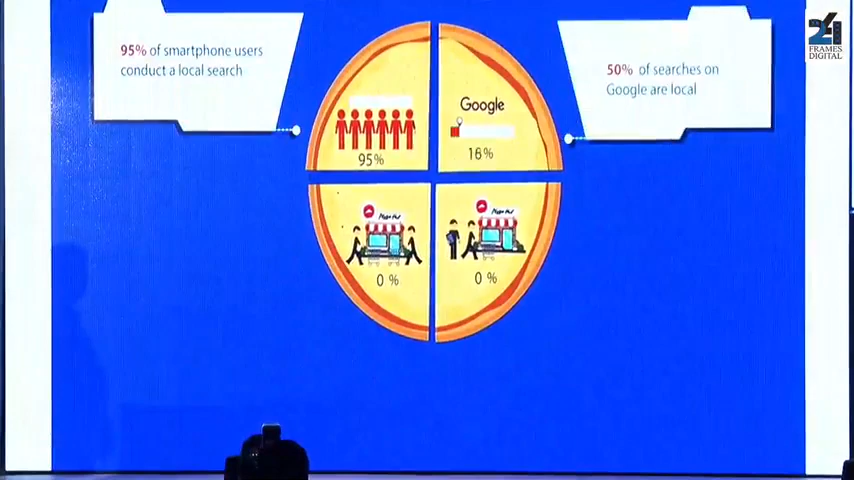 95% of smartphone users
conduct a local search
50% of searches on
Google are local
24
FRAMES
DIGITAL
Google
95%
16%
0 %
0 %